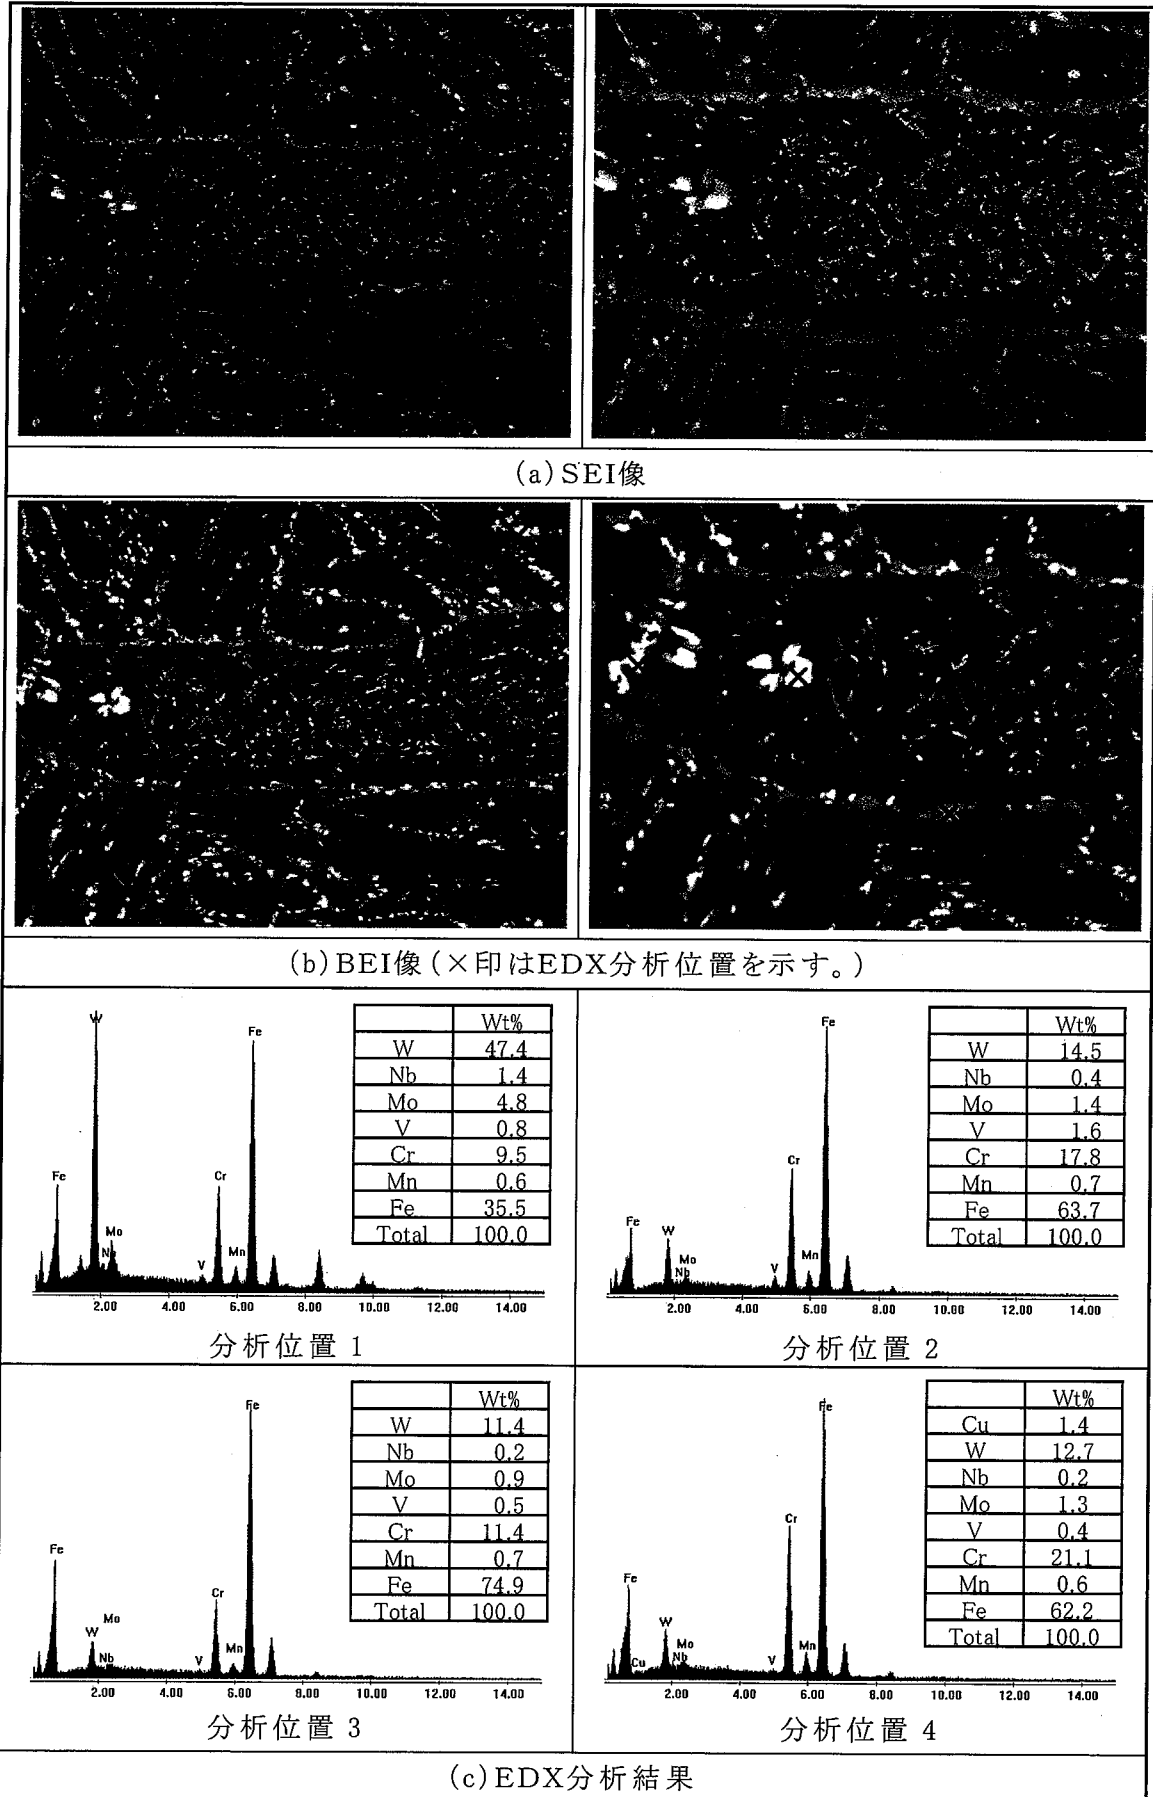 (a)SEI像
(b)BEI像(×印はEDX分析位置を示す。)
Wt%
W 47.4
Nb 1.4
Mo 4.8
V 0.8
Cr 9.5
Mn 0.6
Fe 35.5
Total 100.0
Fe W Mo V Cr Mn Fe
2.00 4.00 6.00 8.00 10.00 12.00 14.00
分析位置 1
Wt%
W 14.5
Nb 0.4
Mo 1.4
V 1.6
Cr 17.8
Mn 0.7
Fe 63.7
Total 100.0
Fe W Nb Mo V Cr Mn Fe
2.00 4.00 6.00 8.00 10.00 12.00 14.00
分析位置 2
Wt%
W 11.4
Nb 0.2
Mo 0.9
V 0.5
Cr 11.4
Mn 0.7
Fe 74.9
Total 100.0
Fe W Nb Mo V Cr Mn Fe
2.00 4.00 6.00 8.00 10.00 12.00 14.00
分析位置 3
Wt%
Cu 1.4
W 12.7
Nb 0.2
Mo 1.3
V 0.4
Cr 21.1
Mn 0.6
Fe 62.2
Total 100.0
Fe Cu W Nb Mo V Cr Mn Fe
2.00 4.00 6.00 8.00 10.00 12.00 14.00
分析位置 4
(c)EDX分析結果